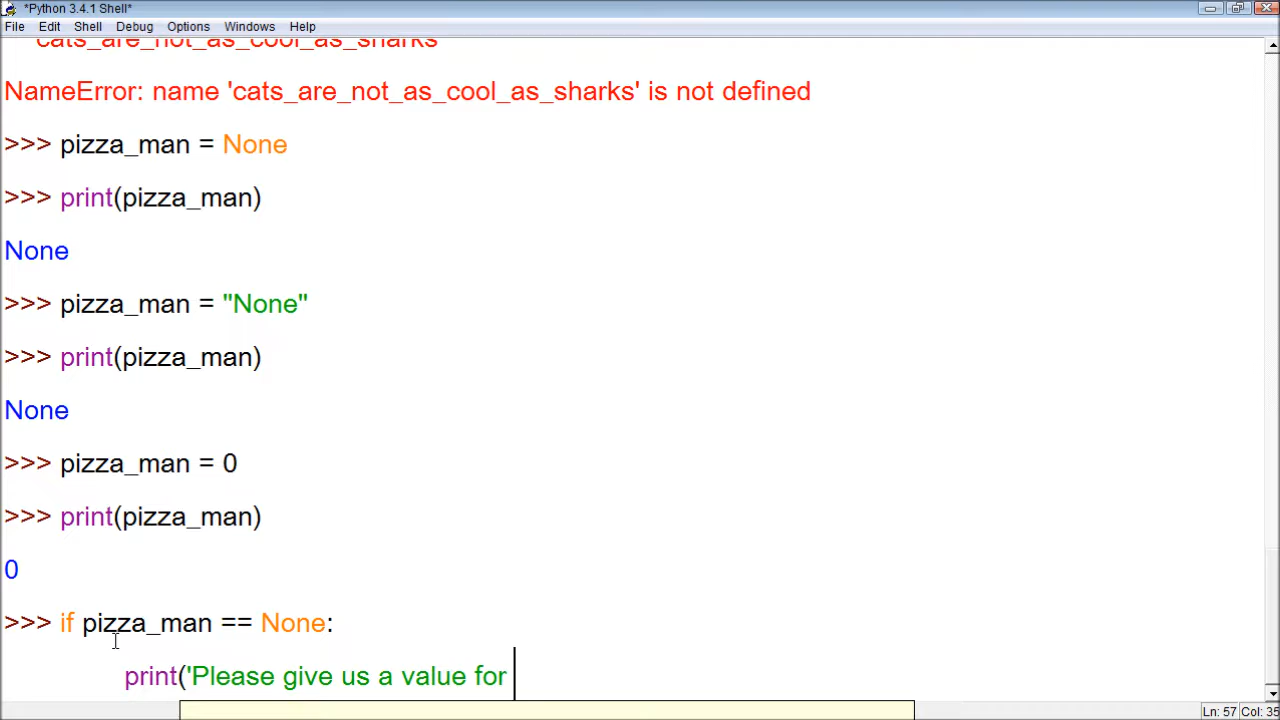 *Python 3.4.1 Shell*
File Edit Shell Debug Options Windows Help
cats_are_not_as_cool_as_sharks
NameError: name 'cats_are_not_as_cool_as_sharks' is not defined
>>> pizza_man = None
>>> print(pizza_man)
None
>>> pizza_man = "None"
>>> print(pizza_man)
None
>>> pizza_man = 0
>>> print(pizza_man)
0
>>> if pizza_man == None:
print('Please give us a value for
Ln: 57 Col: 35